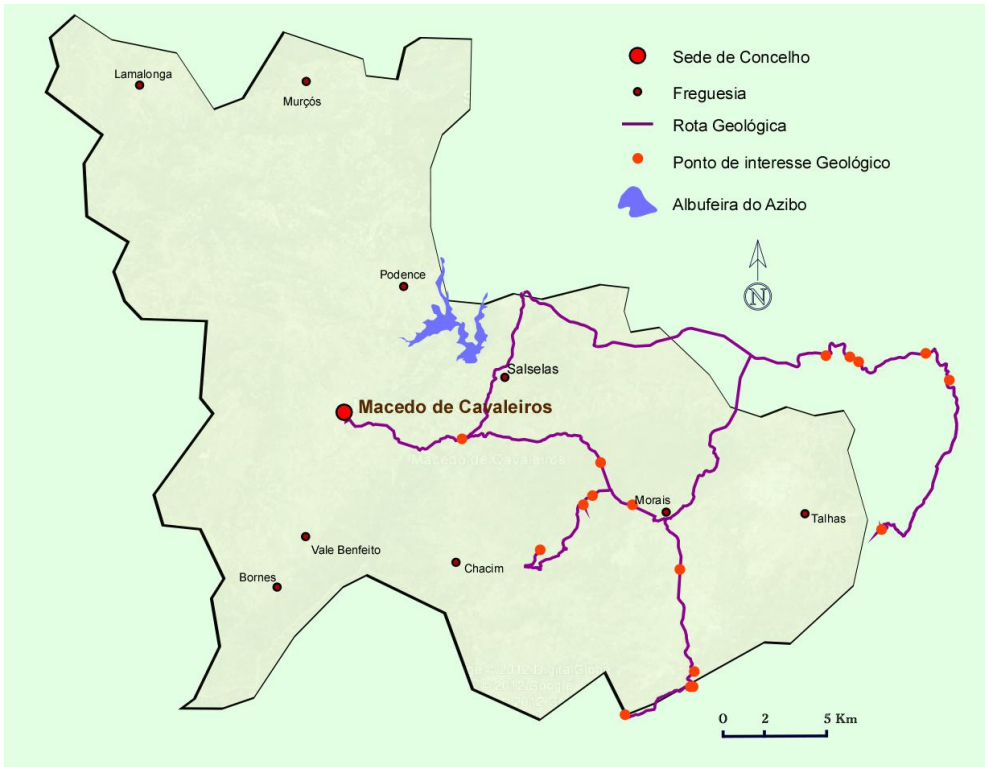 Sede de Concelho
Freguesia
Rota Geológica
Ponto de interesse Geológico
Albufeira do Azibo
N
Lamalonga
Murçós
Podence
Salselas
Macedo de Cavaleiros
Macedo de Cavaleiros
Morais
Talhas
Vale Benfeito
Chacim
Bornes
0 2 5 Km